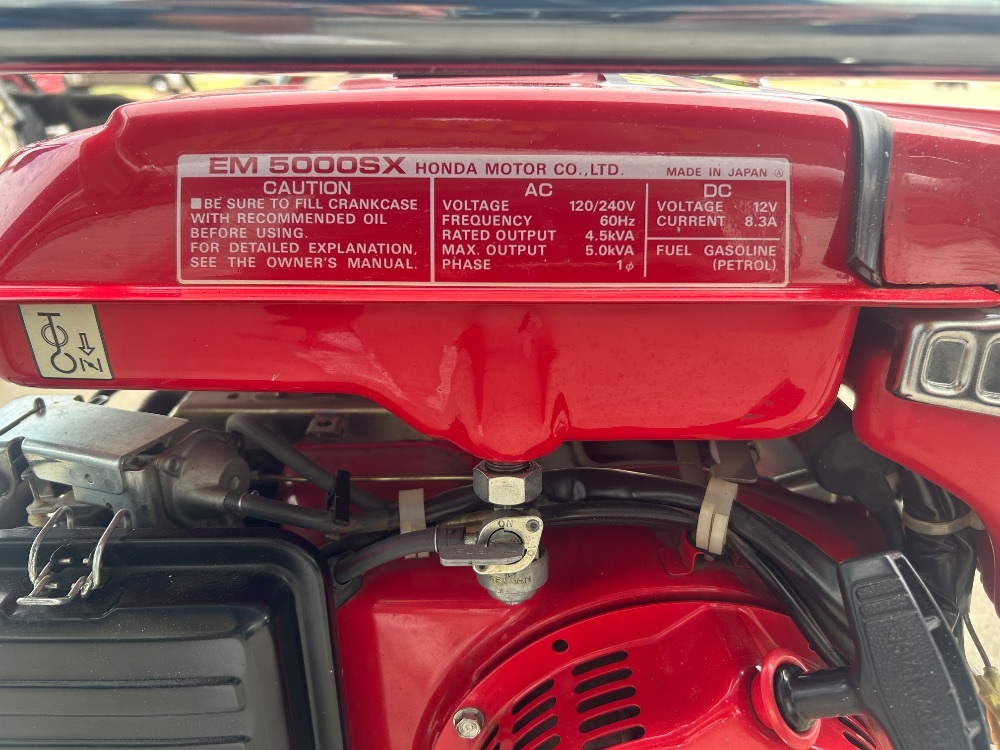 EM 5000SX HONDA MOTOR CO.,LTD. MADE IN JAPAN Ⓐ
CAUTION
■BE SURE TO FILL CRANKCASE
WITH RECOMMENDED OIL
BEFORE USING.
FOR DETAILED EXPLANATION,
SEE THE OWNER'S MANUAL.
AC
VOLTAGE 120/240V
FREQUENCY 60Hz
RATED OUTPUT 4.5kVA
MAX. OUTPUT 5.0kVA
PHASE 1ϕ
DC
VOLTAGE 12V
CURRENT 8.3A
FUEL GASOLINE
(PETROL)
ON
ON